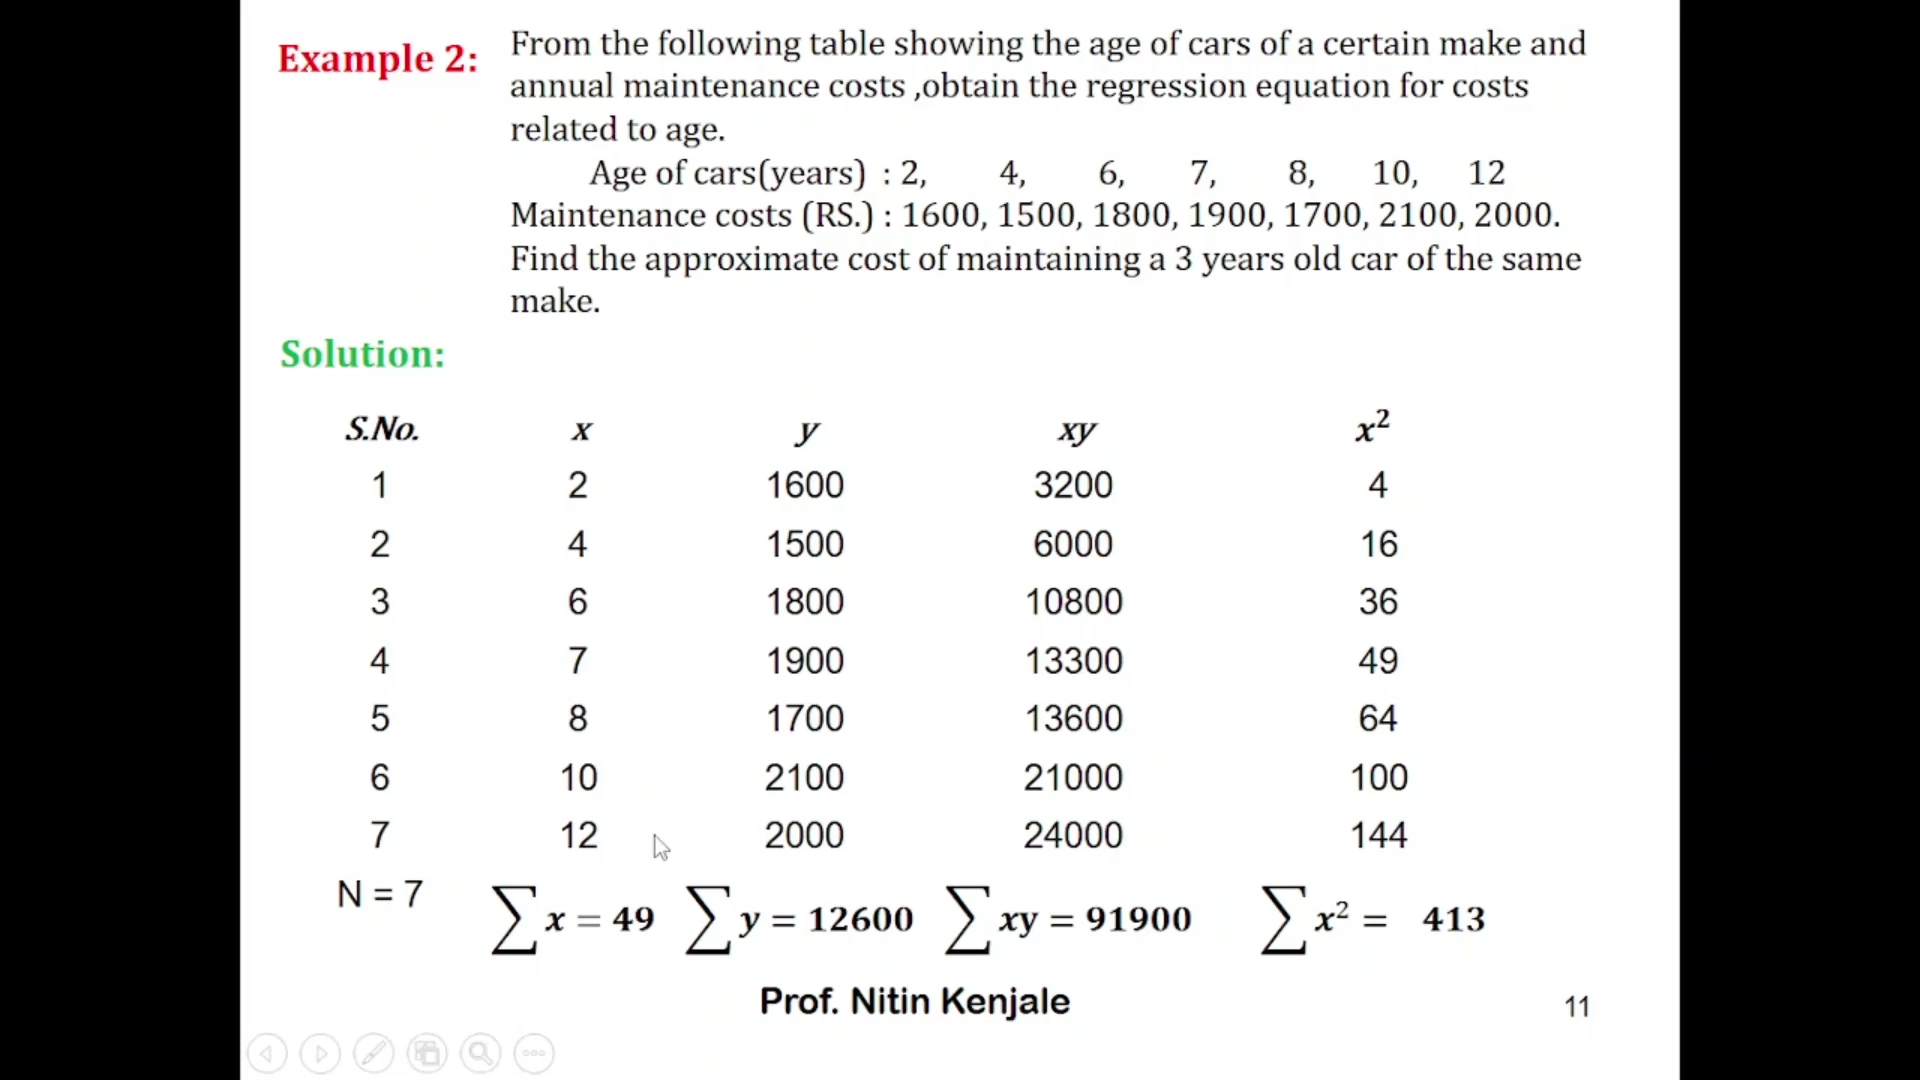 Example 2: From the following table showing the age of cars of a certain make and
annual maintenance costs ,obtain the regression equation for costs
related to age.
Age of cars(years) : 2, 4, 6, 7, 8, 10, 12
Maintenance costs (RS.) : 1600, 1500, 1800, 1900, 1700, 2100, 2000.
Find the approximate cost of maintaining a 3 years old car of the same
make.
Solution:
S.No. x y xy x²
1 2 1600 3200 4
2 4 1500 6000 16
3 6 1800 10800 36
4 7 1900 13300 49
5 8 1700 13600 64
6 10 2100 21000 100
7 12 2000 24000 144
N = 7 ∑x = 49 ∑y = 12600 ∑xy = 91900 ∑x² = 413
Prof. Nitin Kenjale 11